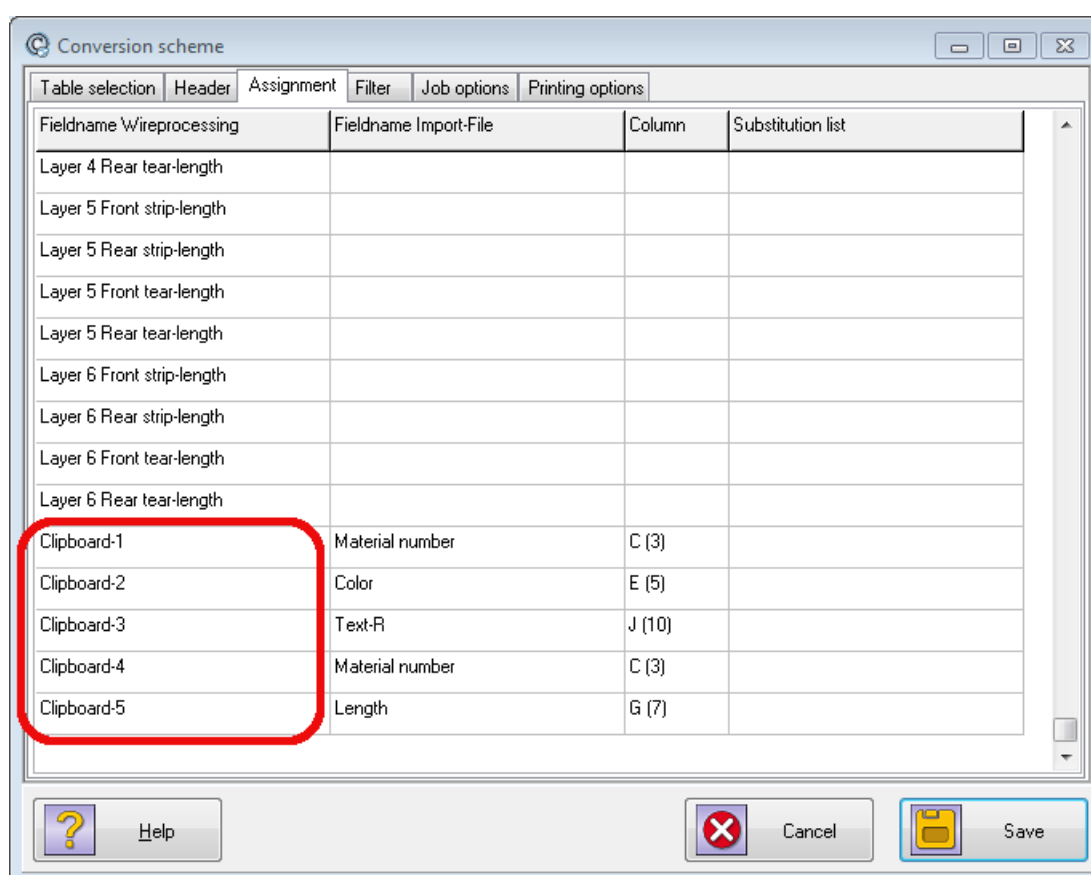 Conversion scheme
Table selection Header Assignment Filter Job options Printing options
Fieldname Wireprocessing Fieldname Import-File Column Substitution list
Layer 4 Rear tear-length
Layer 5 Front strip-length
Layer 5 Rear strip-length
Layer 5 Front tear-length
Layer 5 Rear tear-length
Layer 6 Front strip-length
Layer 6 Rear strip-length
Layer 6 Front tear-length
Layer 6 Rear tear-length
Clipboard-1 Material number C (3)
Clipboard-2 Color E (5)
Clipboard-3 Text-R J (10)
Clipboard-4 Material number C (3)
Clipboard-5 Length G (7)
Help Cancel Save